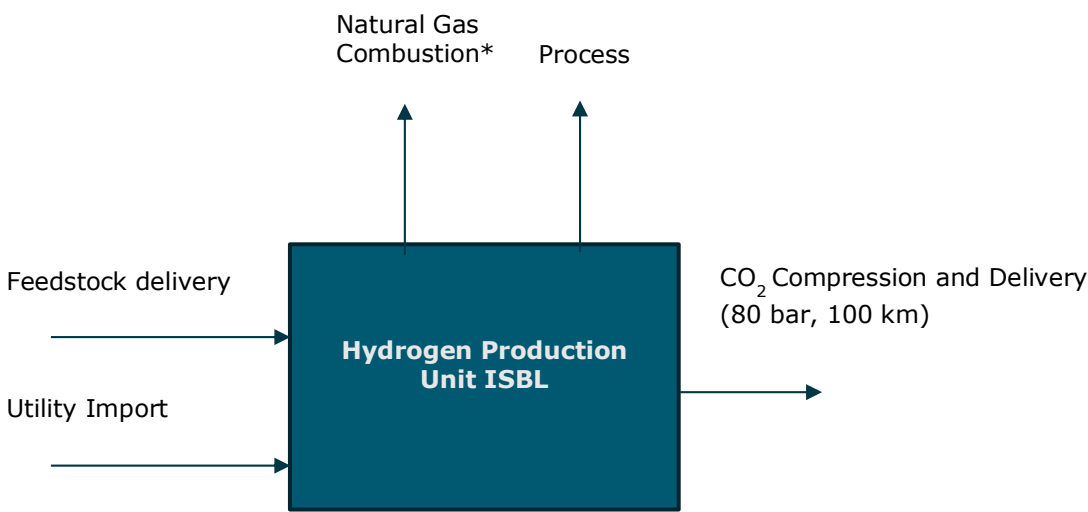 Natural Gas
Combustion*
Process
Feedstock delivery
CO₂ Compression and Delivery
(80 bar, 100 km)
Hydrogen Production
Unit ISBL
Utility Import